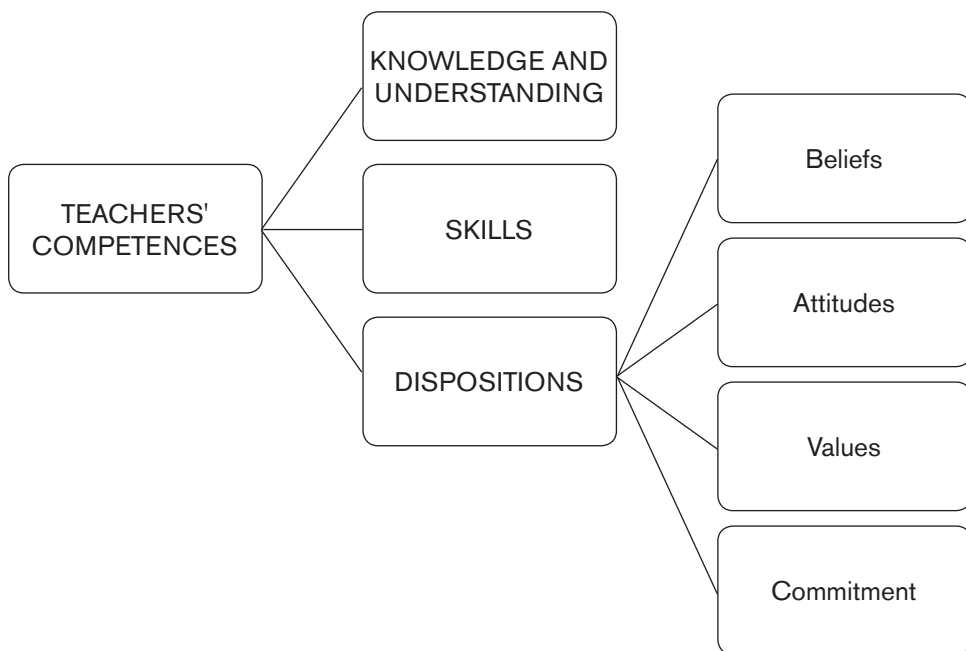 TEACHERS'
COMPETENCES
KNOWLEDGE AND
UNDERSTANDING
SKILLS
DISPOSITIONS
Beliefs
Attitudes
Values
Commitment